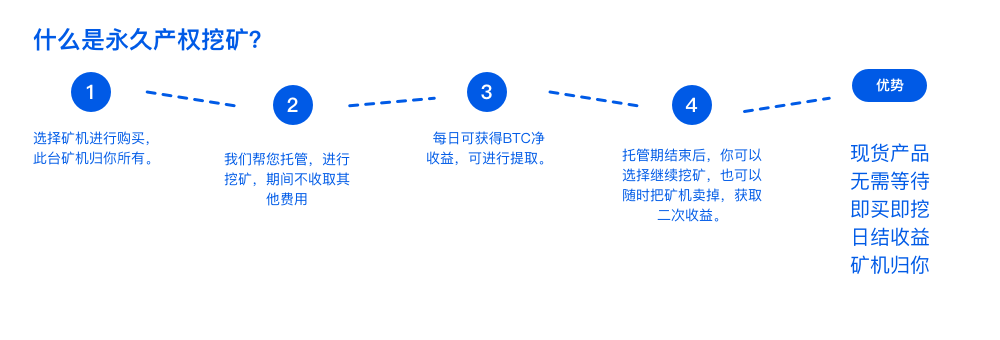 什么是永久产权挖矿?
1
选择矿机进行购买，
此台矿机归你所有。
2
我们帮您托管，进行
挖矿，期间不收取其
他费用
3
每日可获得BTC净
收益，可进行提取。
4
托管期结束后，你可以
选择继续挖矿，也可以
随时把矿机卖掉，获取
二次收益。
优势
现货产品
无需等待
即买即挖
日结收益
矿机归你